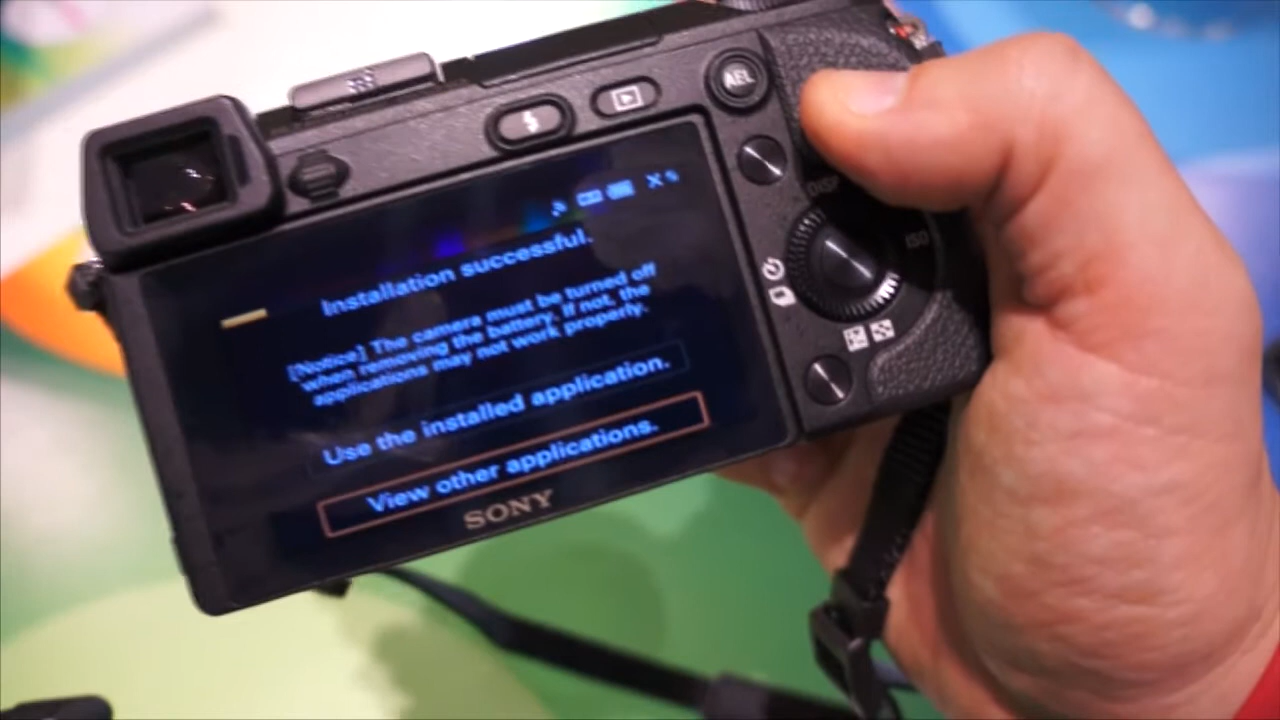 AEL
DISP
ISO
Installation successful.
[Notice] The camera must be turned off
when removing the battery. If not, the
applications may not work properly.
Use the installed application.
View other applications.
SONY